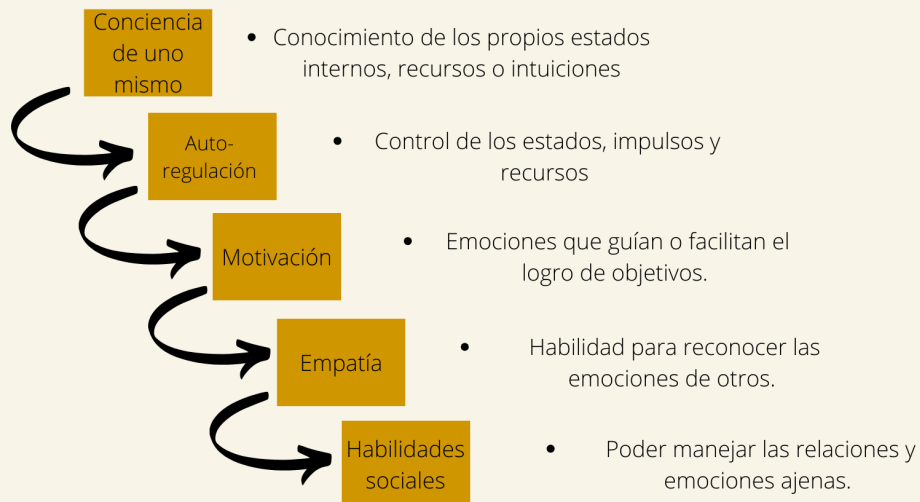 Conciencia
de uno
mismo
• Conocimiento de los propios estados
internos, recursos o intuiciones
Auto-
regulación
• Control de los estados, impulsos y
recursos
Motivación
• Emociones que guían o facilitan el
logro de objetivos.
Empatía
• Habilidad para reconocer las
emociones de otros.
Habilidades
sociales
• Poder manejar las relaciones y
emociones ajenas.